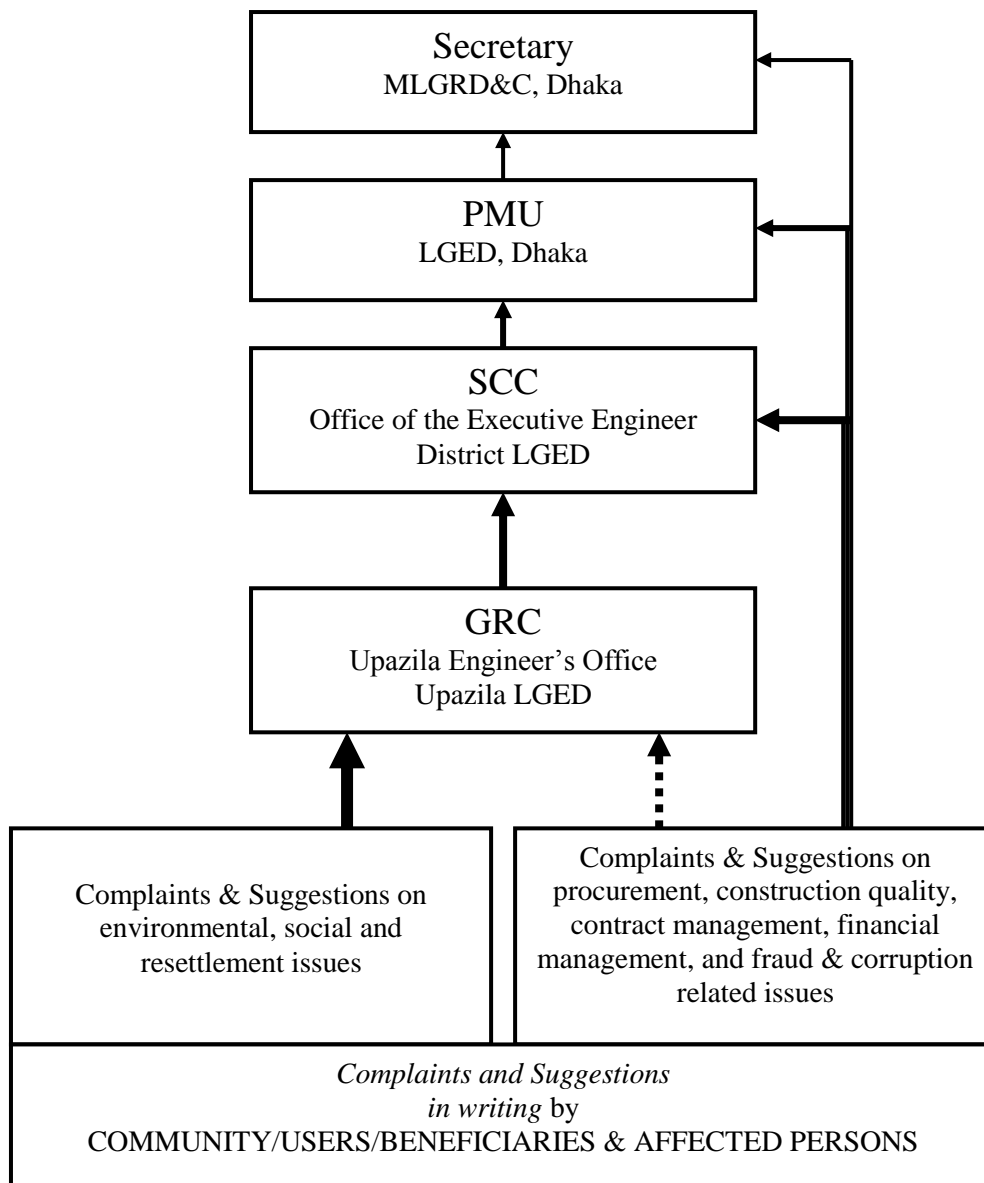 Secretary
MLGRD&C, Dhaka
PMU
LGED, Dhaka
SCC
Office of the Executive Engineer
District LGED
GRC
Upazila Engineer’s Office
Upazila LGED
Complaints & Suggestions on
environmental, social and
resettlement issues
Complaints & Suggestions on
procurement, construction quality,
contract management, financial
management, and fraud & corruption
related issues
Complaints and Suggestions
in writing by
COMMUNITY/USERS/BENEFICIARIES & AFFECTED PERSONS